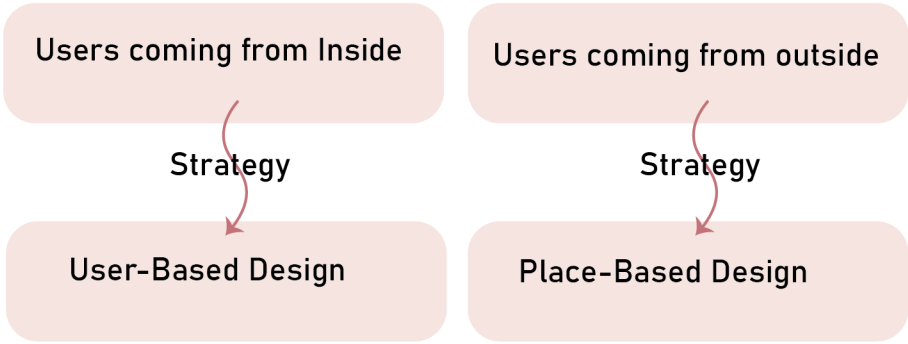 Users coming from Inside
Users coming from outside
Strategy
Strategy
User-Based Design
Place-Based Design